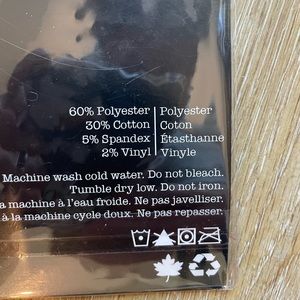 60% Polyester | Polyester
30% Cotton | Coton
5% Spandex | Étasthanne
2% Vinyl | Vinyle
Machine wash cold water. Do not bleach.
Tumble dry low. Do not iron.
a machine à l'eau froide. Ne pas javelliser.
à la machine cycle doux. Ne pas repasser.